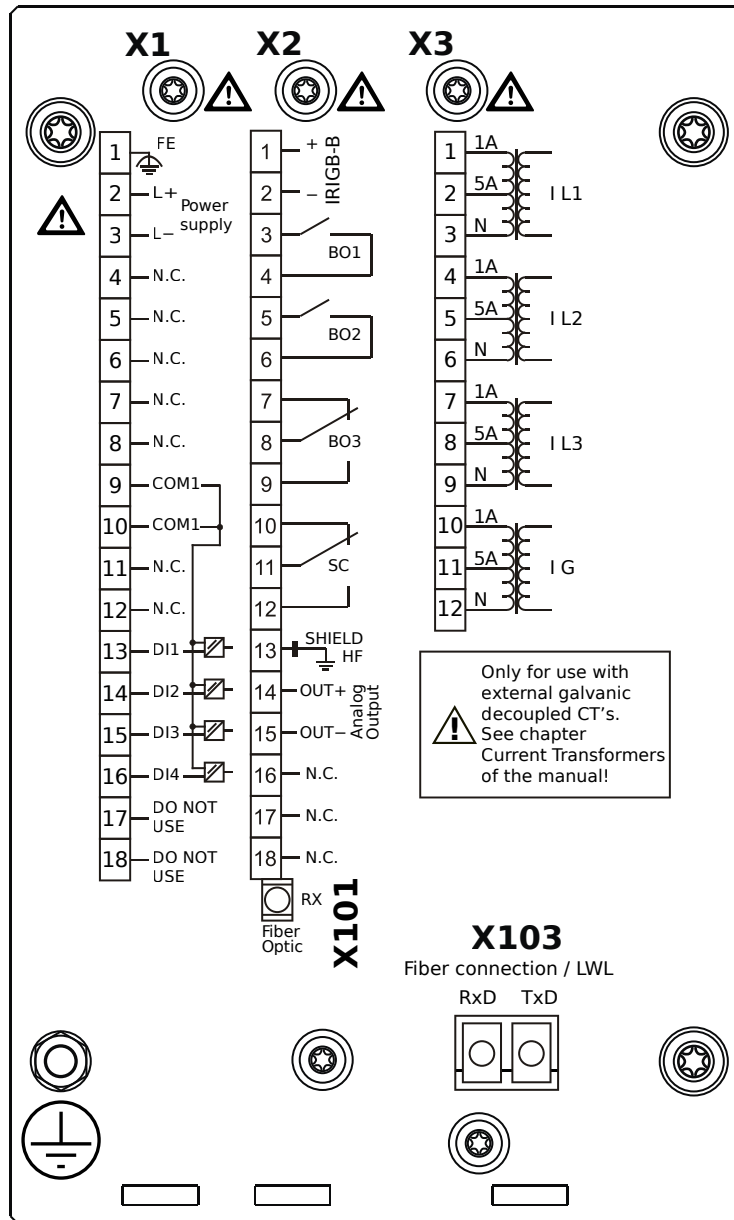 X1
X2
X3
1 FE
2 L+
Power
supply
3 L−
4 N.C.
5 N.C.
6 N.C.
7 N.C.
8 N.C.
9 COM1
10 COM1
11 N.C.
12 N.C.
13 DI1
14 DI2
15 DI3
16 DI4
17 DO NOT
USE
18 DO NOT
USE
1 +
2 −
IRIGB-B
3
BO1
4
5
BO2
6
7
8 BO3
9
10
11 SC
12
13 SHIELD
HF
14 OUT+
15 OUT−
Analog
Output
16 N.C.
17 N.C.
18 N.C.
RX
Fiber
Optic
X101
1 1A
2 5A I L1
3 N
4 1A
5 5A I L2
6 N
7 1A
8 5A I L3
9 N
10 1A
11 5A I G
12 N
Only for use with
external galvanic
decoupled CT's.
See chapter
Current Transformers
of the manual!
X103
Fiber connection / LWL
RxD TxD